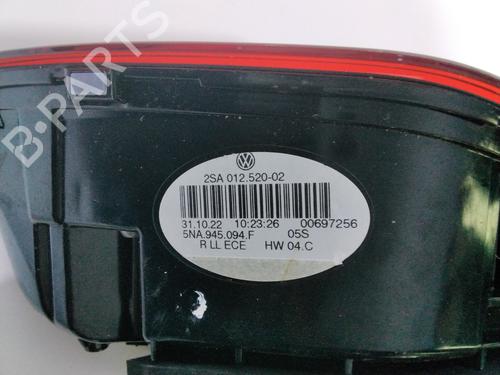 B-PARTS
2SA 012.520-02
31.10.22 10:23:26 00697256
5NA.945.094.F 05S
R LL ECE HW 04.C